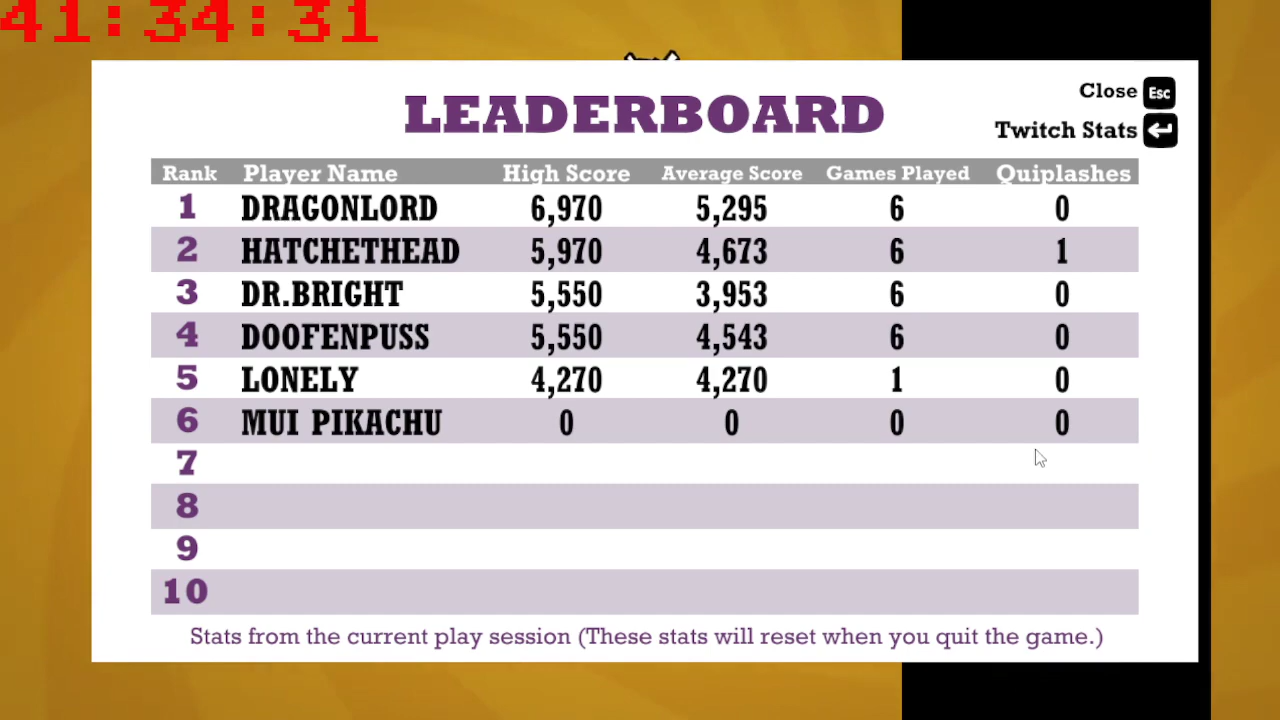 41:34:31
Close Esc
LEADERBOARD
Twitch Stats
Rank Player Name High Score Average Score Games Played Quiplashes
1 DRAGONLORD 6,970 5,295 6 0
2 HATCHETHEAD 5,970 4,673 6 1
3 DR.BRIGHT 5,550 3,953 6 0
4 DOOFENPUSS 5,550 4,543 6 0
5 LONELY 4,270 4,270 1 0
6 MUI PIKACHU 0 0 0 0
7
8
9
10
Stats from the current play session (These stats will reset when you quit the game.)